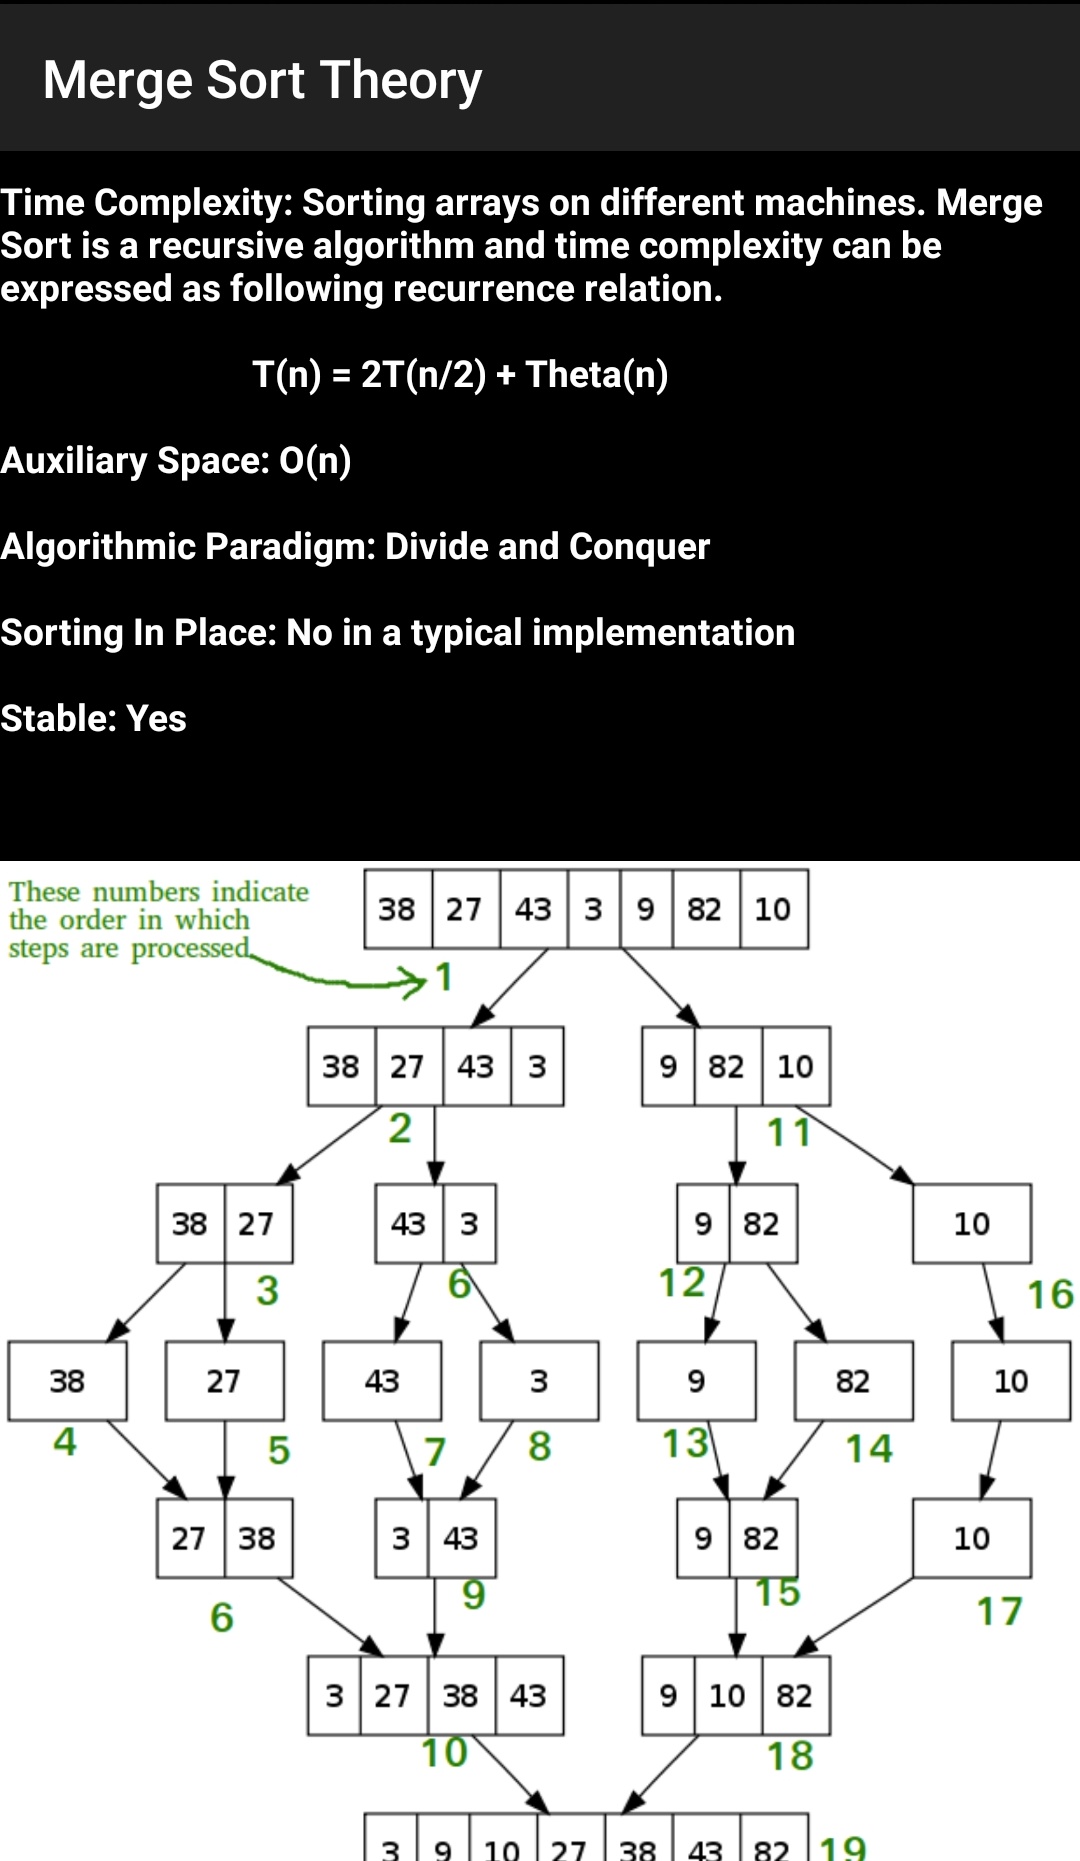 Merge Sort Theory
Time Complexity: Sorting arrays on different machines. Merge
Sort is a recursive algorithm and time complexity can be
expressed as following recurrence relation.
T(n) = 2T(n/2) + Theta(n)
Auxiliary Space: O(n)
Algorithmic Paradigm: Divide and Conquer
Sorting In Place: No in a typical implementation
Stable: Yes
These numbers indicate
the order in which
steps are processed
38 27 43 3 9 82 10
1
38 27 43 3
9 82 10
2
11
38 27
43 3
9 82
10
3
6
12
16
38
27
43
3
9
82
10
4
5
7
8
13
14
27 38
3 43
9 82
10
6
9
15
17
3 27 38 43
9 10 82
10
18
3 9 10 27 38 43 82
19